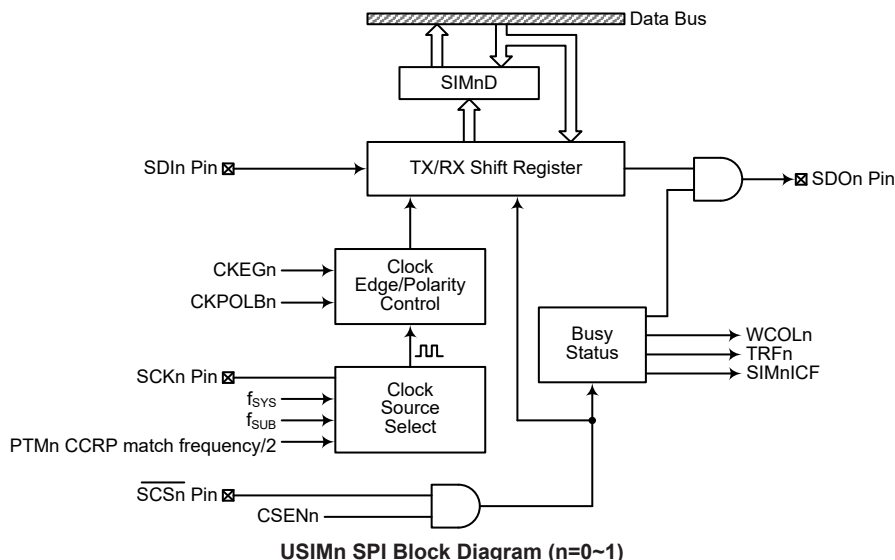 Data Bus
SIMnD
SDIn Pin
TX/RX Shift Register
SDOn Pin
CKEGn
CKPOLBn
Clock
Edge/Polarity
Control
Busy
Status
WCOLn
TRFn
SIMnICF
SCKn Pin
fSYS
fSUB
PTMn CCRP match frequency/2
Clock
Source
Select
SCSn Pin
CSENn
USIMn SPI Block Diagram (n=0~1)